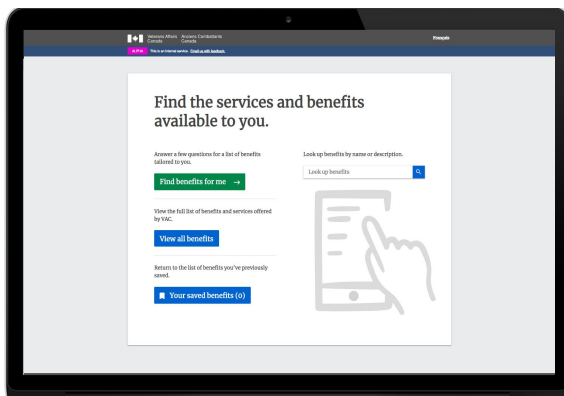 Veterans Affairs Canada
Anciens Combattants Canada
Français
ALPHA
This is an internal service. Email us with feedback.
Find the services and benefits
available to you.
Answer a few questions for a list of benefits
tailored to you.
Find benefits for me →
View the full list of benefits and services offered
by VAC.
View all benefits
Return to the list of benefits you've previously
saved.
Your saved benefits (0)
Look up benefits by name or description.
Look up benefits